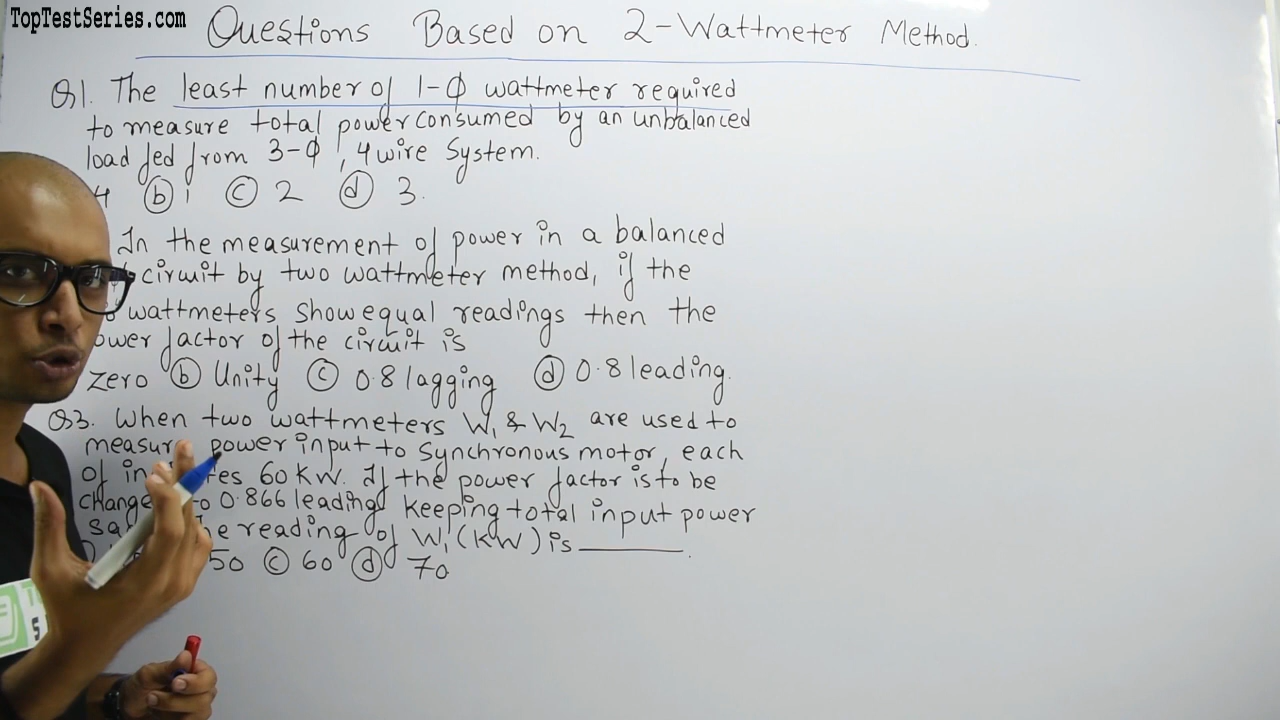 TopTestSeries.com
Questions Based on 2-Wattmeter Method.
Q1. The least number of 1-Φ wattmeter required
to measure total power consumed by an unbalanced
load fed from 3-Φ, 4 wire System.
4 (b) 1 (c) 2 (d) 3.
In the measurement of power in a balanced
circuit by two wattmeter method, if the
wattmeters show equal readings then the
power factor of the circuit is
zero (b) Unity (c) 0.8 lagging (d) 0.8 leading.
Q3. When two wattmeters W1 & W2 are used to
measure power input to Synchronous motor, each
of 60 KW. If the power factor is to be
change to 0.866 leading keeping total input power
the reading of W1 (KW) is ______.
50 (c) 60 (d) 70